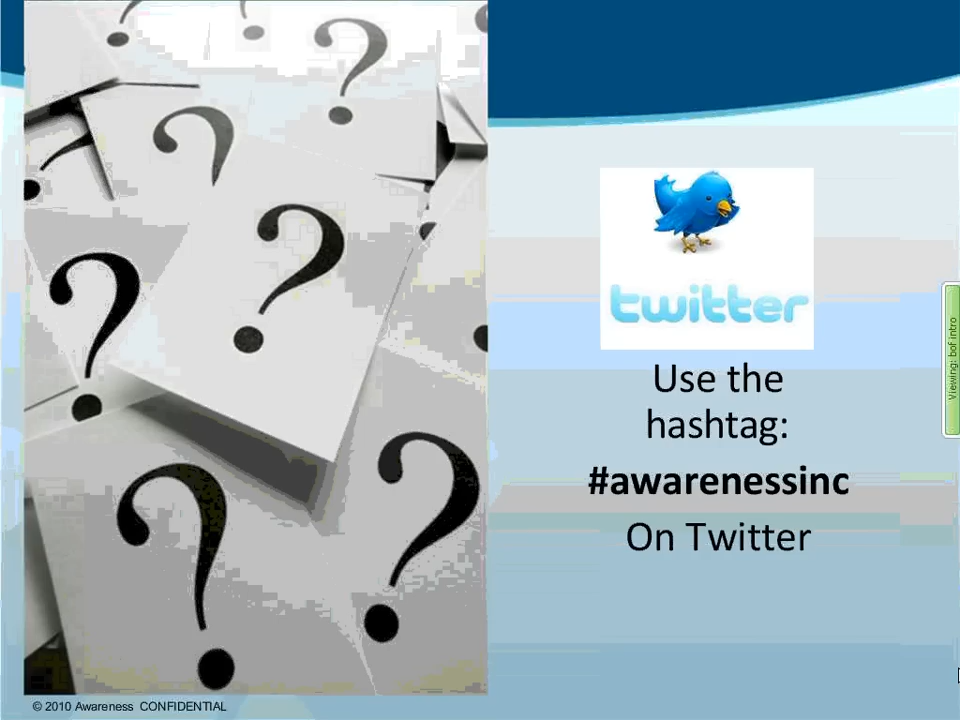 twitter
Use the
hashtag:
#awarenessinc
On Twitter
Viewing: bof intro
© 2010 Awareness CONFIDENTIAL